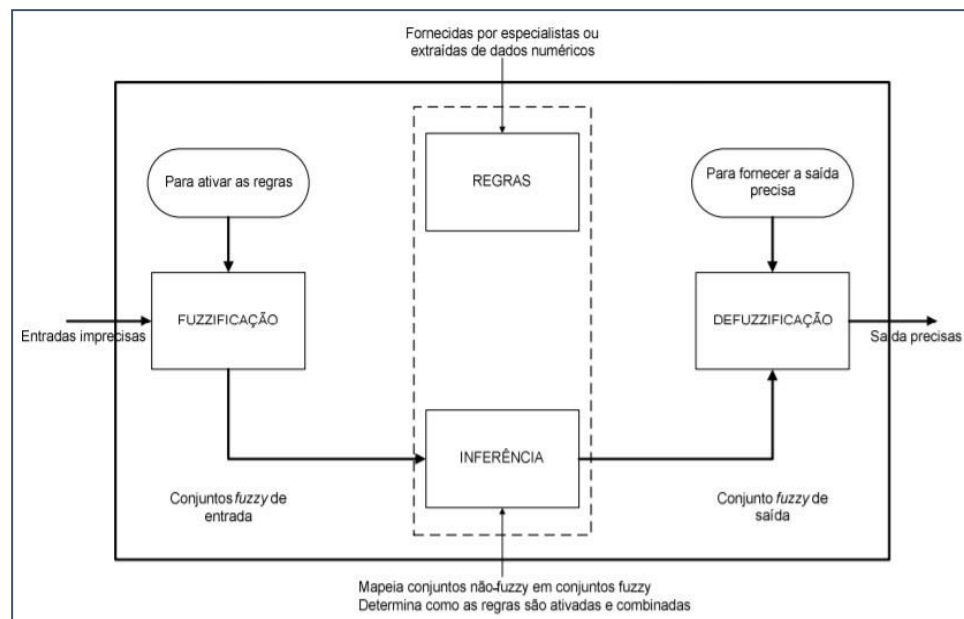 Fornecidas por especialistas ou
extraídas de dados numéricos
Para ativar as regras
REGRAS
Para fornecer a saída
precisa
Entradas imprecisas
FUZZIFICAÇÃO
DEFUZZIFICAÇÃO
Saída precisas
INFERÊNCIA
Conjuntos fuzzy de
entrada
Conjunto fuzzy de
saída
Mapeia conjuntos não-fuzzy em conjuntos fuzzy
Determina como as regras são ativadas e combinadas